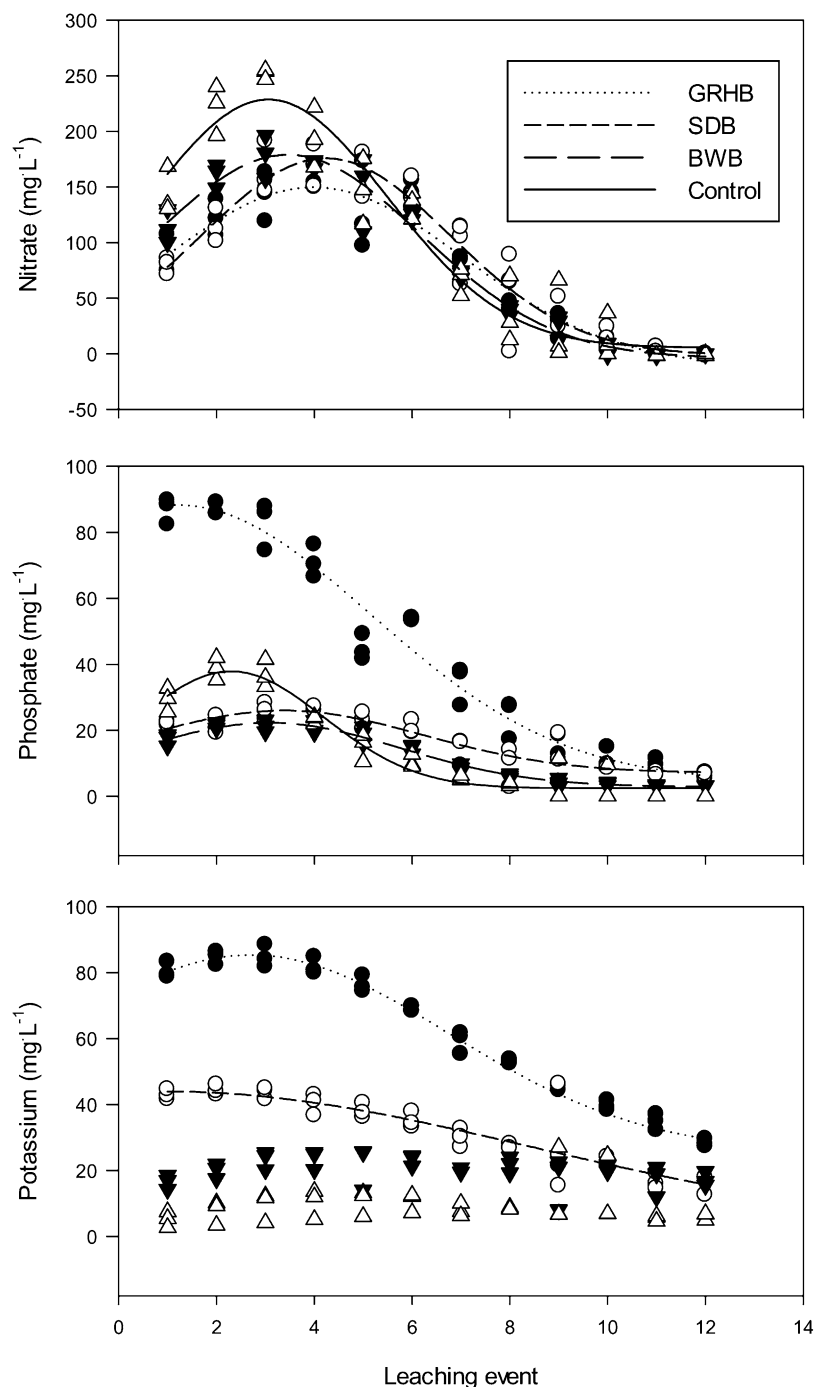 300
250
200
150
100
50
0
-50
Nitrate (mg·L⁻¹)
GRHB
SDB
BWB
Control
100
80
60
40
20
0
Phosphate (mg·L⁻¹)
100
80
60
40
20
0
Potassium (mg·L⁻¹)
0 2 4 6 8 10 12 14
Leaching event